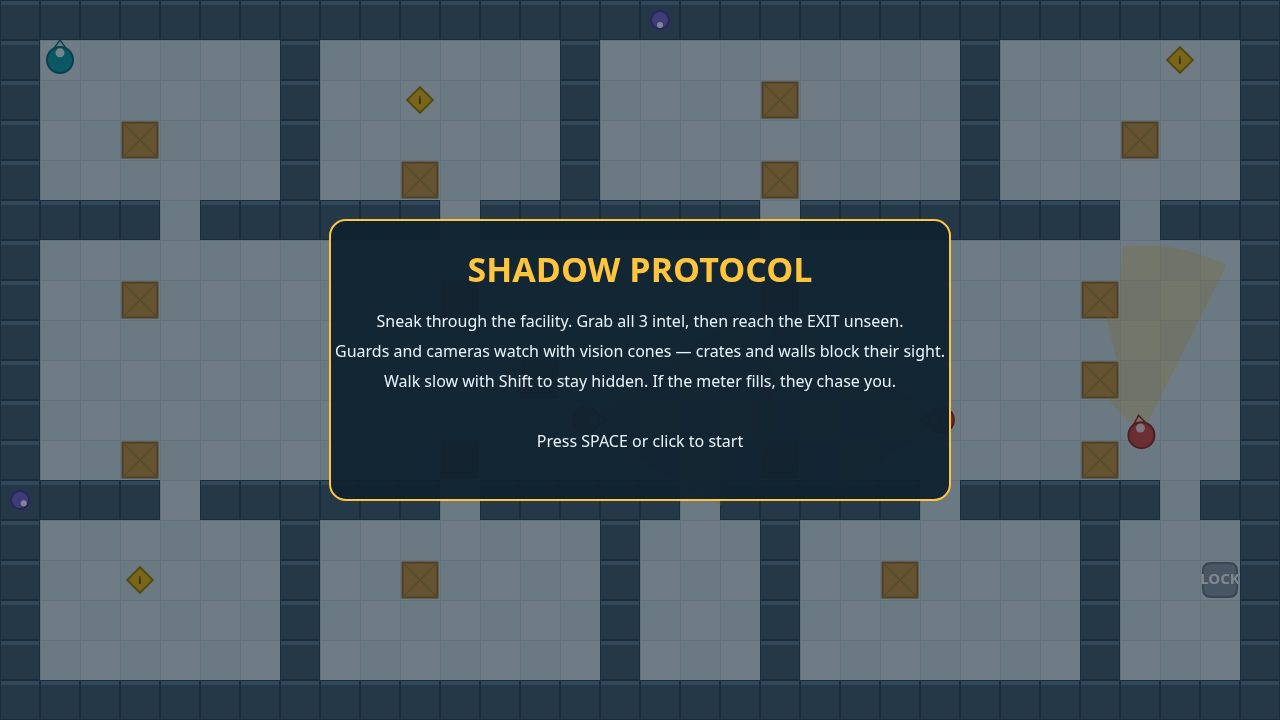 i
i
SHADOW PROTOCOL
Sneak through the facility. Grab all 3 intel, then reach the EXIT unseen.
Guards and cameras watch with vision cones — crates and walls block their sight.
Walk slow with Shift to stay hidden. If the meter fills, they chase you.
Press SPACE or click to start
i
LOCK